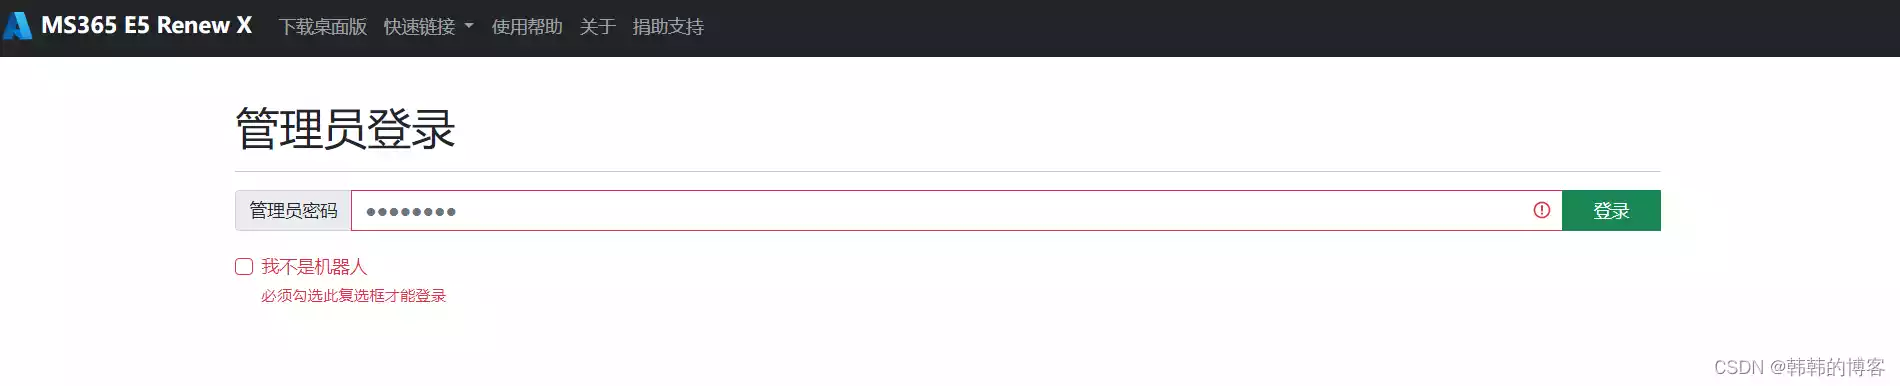 MS365 E5 Renew X 下载桌面版 快速链接 使用帮助 关于 捐助支持
管理员登录
管理员密码 ●●●●●●●● 登录
我不是机器人
必须勾选此复选框才能登录
CSDN @韩韩的博客